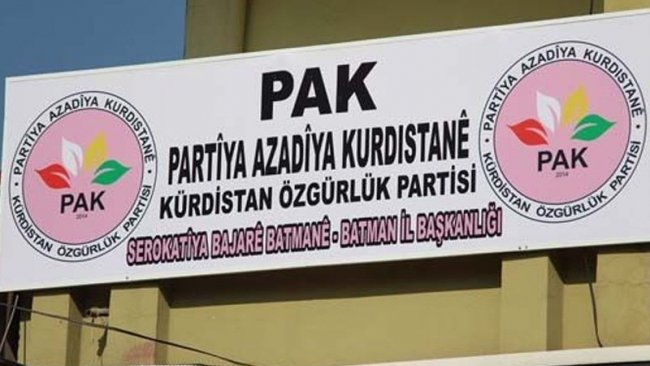 PAK
PARTÎYA AZADÎYA KURDISTANÊ
KÜRDİSTAN ÖZGÜRLÜK PARTİSİ
SEROKATÎYA BAJARÊ BATMANÊ - BATMAN İL BAŞKANLIĞI
PARTÎYA AZADÎYA KURDISTANÊ
PAK
2014
KÜRDİSTAN ÖZGÜRLÜK PARTİSİ
PARTÎYA AZADÎYA KURDISTANÊ
PAK
2014
KÜRDİSTAN ÖZGÜRLÜK PARTİSİ